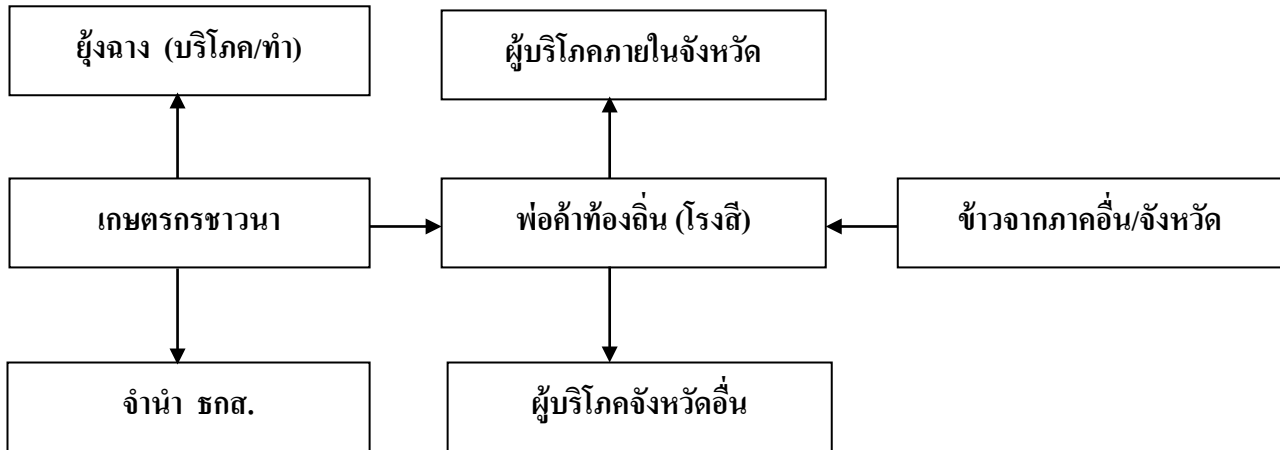 ยุ้งฉาง (บริโภค/ทำ)
ผู้บริโภคภายในจังหวัด
เกษตรกรชาวนา
พ่อค้าท้องถิ่น (โรงสี)
ข้าวจากภาคอื่น/จังหวัด
จำนำ ธกส.
ผู้บริโภคจังหวัดอื่น